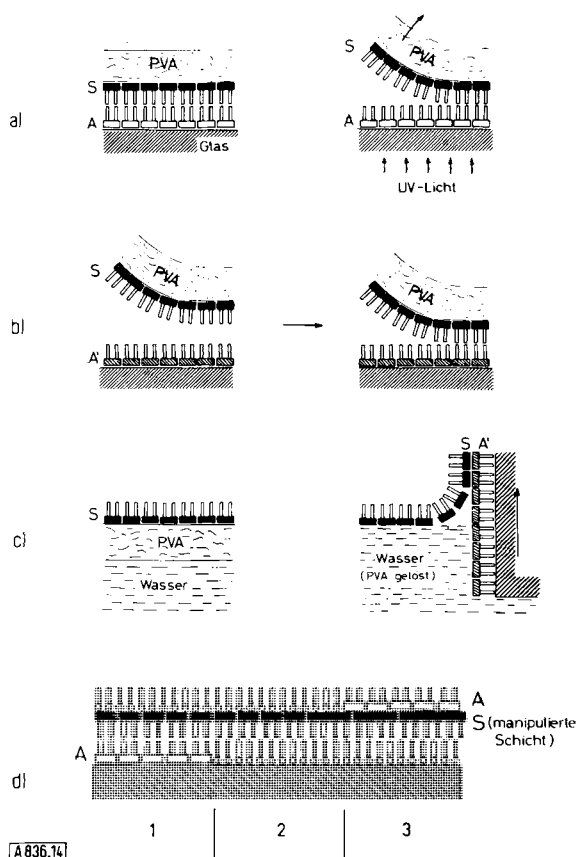 S PVA S PVA
a)
A Glas A
UV-Licht
S PVA S PVA
b)
A' A'
S A'
c) S PVA
Wasser Wasser
(PVA gelöst)
A
S (manipulierte
Schicht)
A
d)
1 2 3
A 836.14